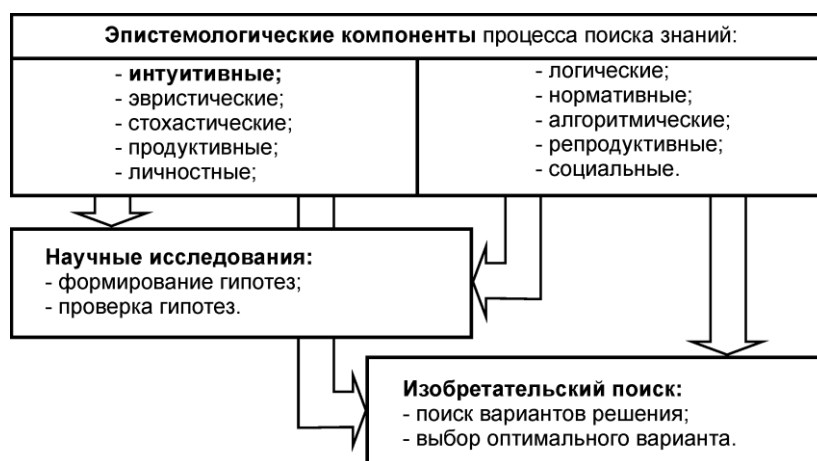 Эпистемологические компоненты процесса поиска знаний:
- интуитивные;
- эвристические;
- стохастические;
- продуктивные;
- личностные;
- логические;
- нормативные;
- алгоритмические;
- репродуктивные;
- социальные.
Научные исследования:
- формирование гипотез;
- проверка гипотез.
Изобретательский поиск:
- поиск вариантов решения;
- выбор оптимального варианта.